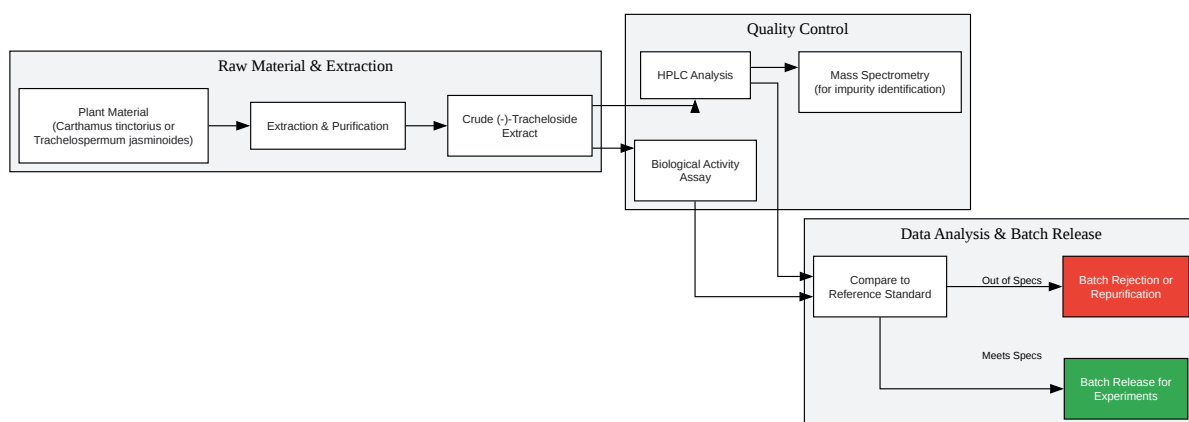 Raw Material & Extraction
Plant Material
(Carthamus tinctorius or
Trachelospermum jasminoides)
Extraction & Purification
Crude (-)-Tracheloside
Extract
Quality Control
HPLC Analysis
Mass Spectrometry
(for impurity identification)
Biological Activity
Assay
Data Analysis & Batch Release
Compare to
Reference Standard
Out of Specs
Batch Rejection or
Repurification
Meets Specs
Batch Release for
Experiments